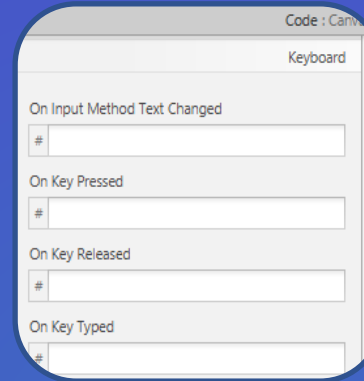 Code : Canv
Keyboard
On Input Method Text Changed
#
On Key Pressed
#
On Key Released
#
On Key Typed
#